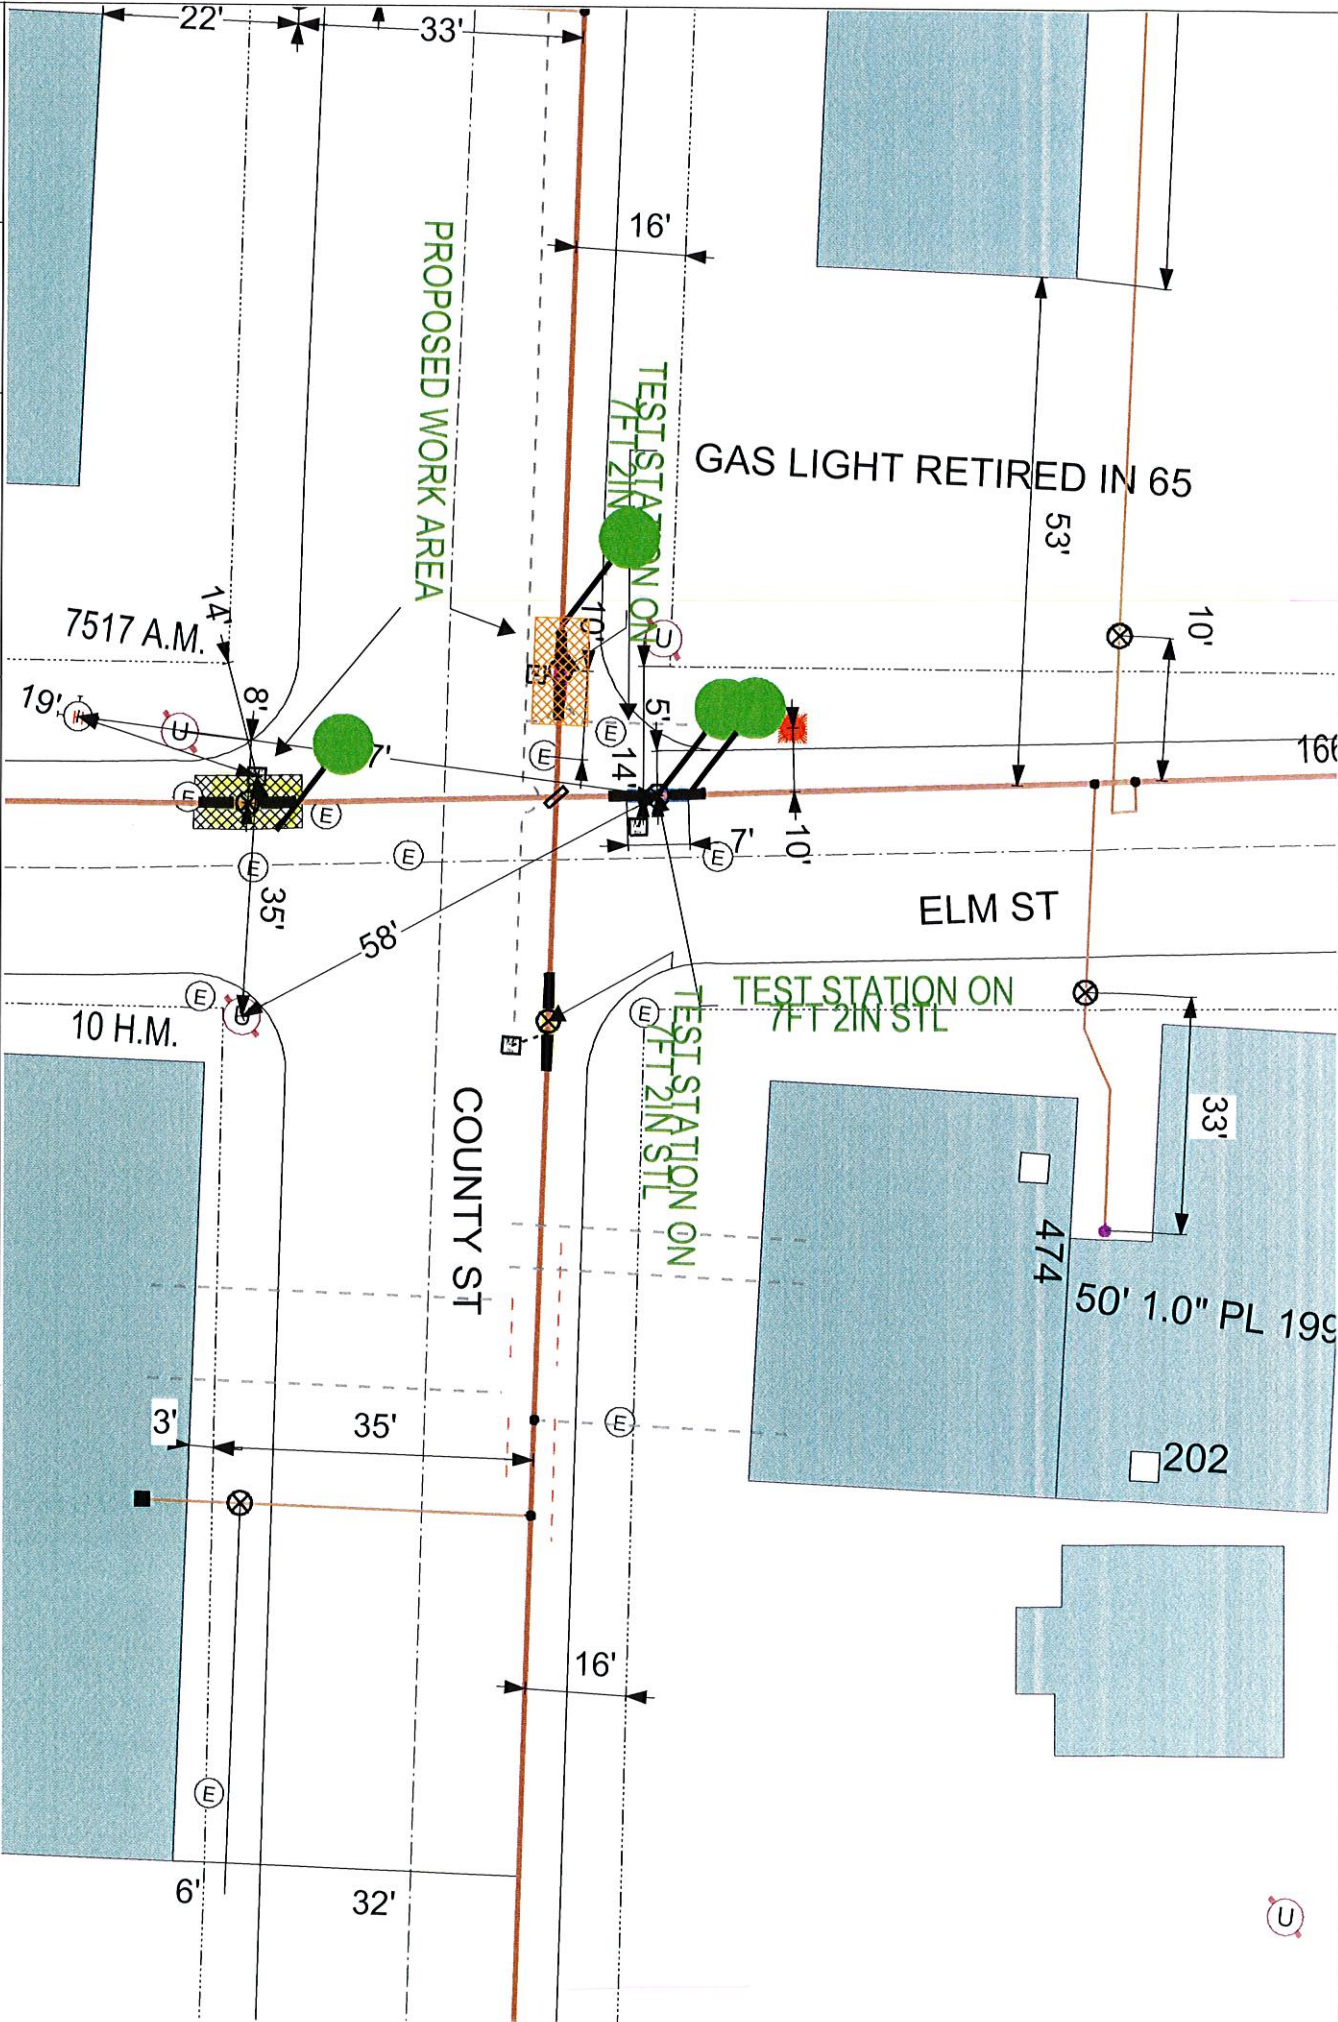 22'
33'
16'
PROPOSED WORK AREA
TEST STATION ON
7FT 2IN
GAS LIGHT RETIRED IN 65
53'
14'
7517 A.M.
10'
10'
U
19'
8'
U
5'
E
E
7'
14'
166
E
E
7'
10'
E
E
E
35'
58'
ELM ST
E
U
10 H.M.
E
TEST STATION ON
7FT 2IN STL
TEST STATION ON
7FT 2IN STL
COUNTY ST
33'
474
50' 1.0" PL 199
3'
35'
E
202
16'
E
6'
32'
U